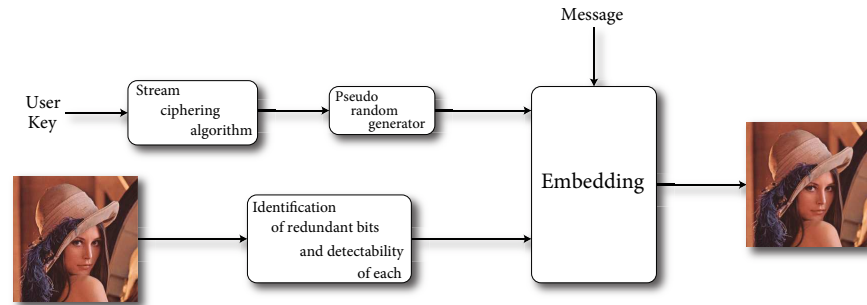 Message
User
Key
Stream
ciphering
algorithm
Pseudo
random
generator
Embedding
Identification
of redundant bits
and detectability
of each